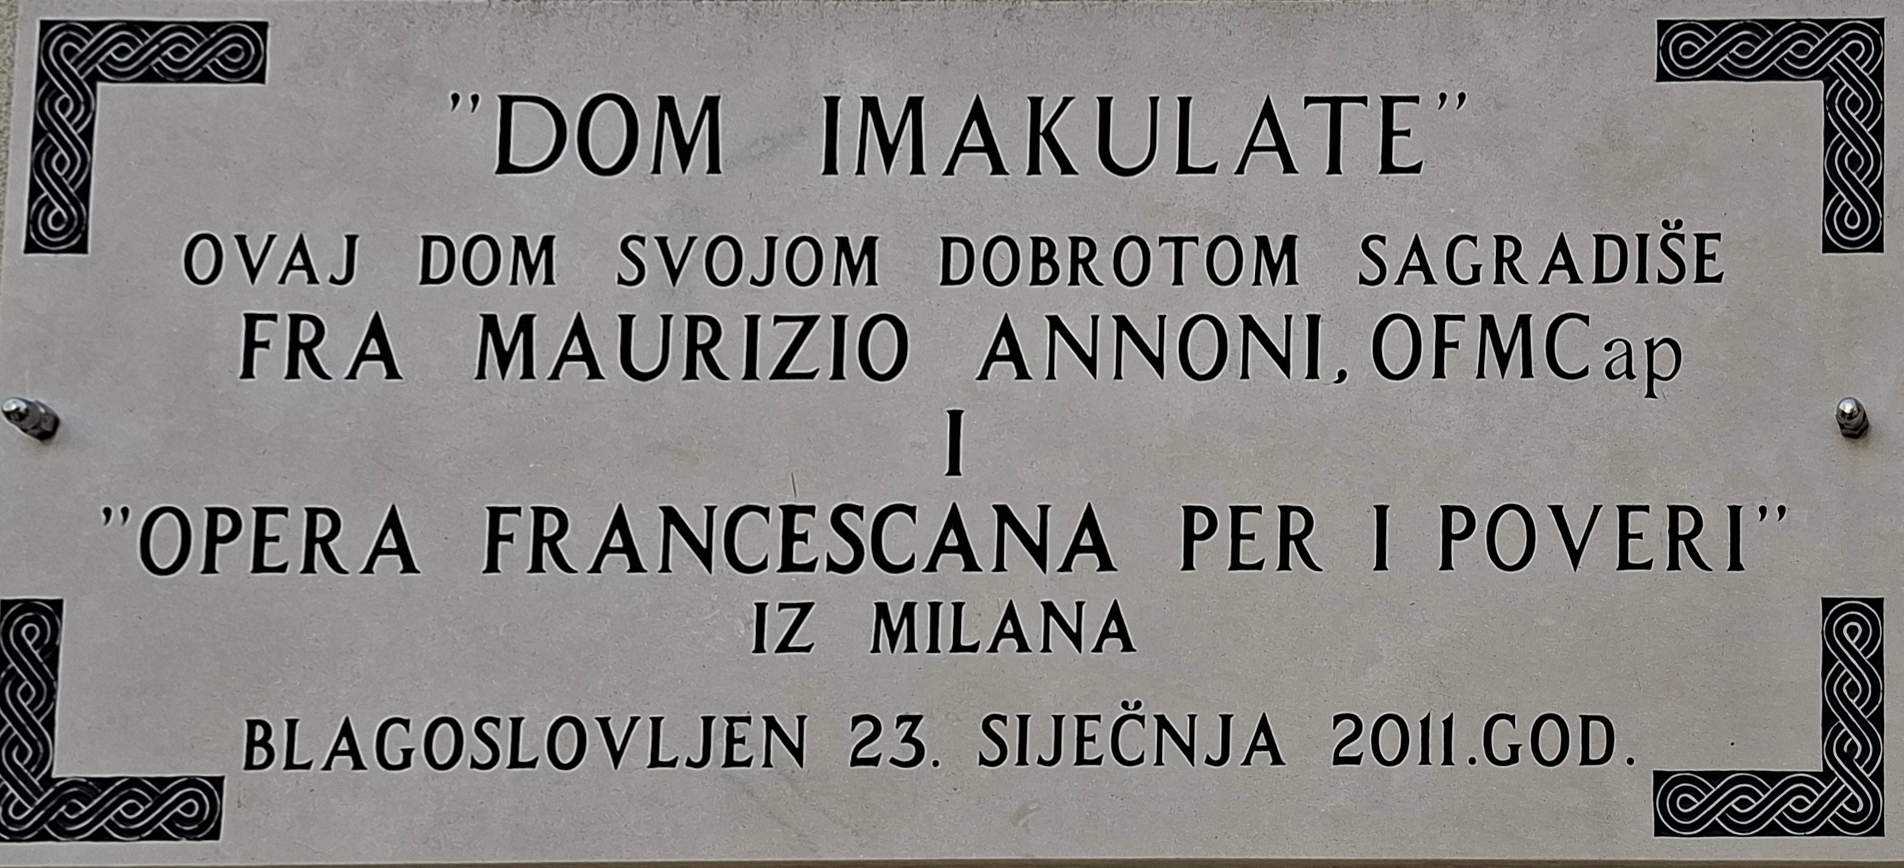 "DOM IMAKULATE"
OVAJ DOM SVOJOM DOBROTOM SAGRADIŠE
FRA MAURIZIO ANNONI, OFMCap
I
"OPERA FRANCESCANA PER I POVERI"
IZ MILANA
BLAGOSLOVLJEN 23. SIJEČNJA 2011.GOD.